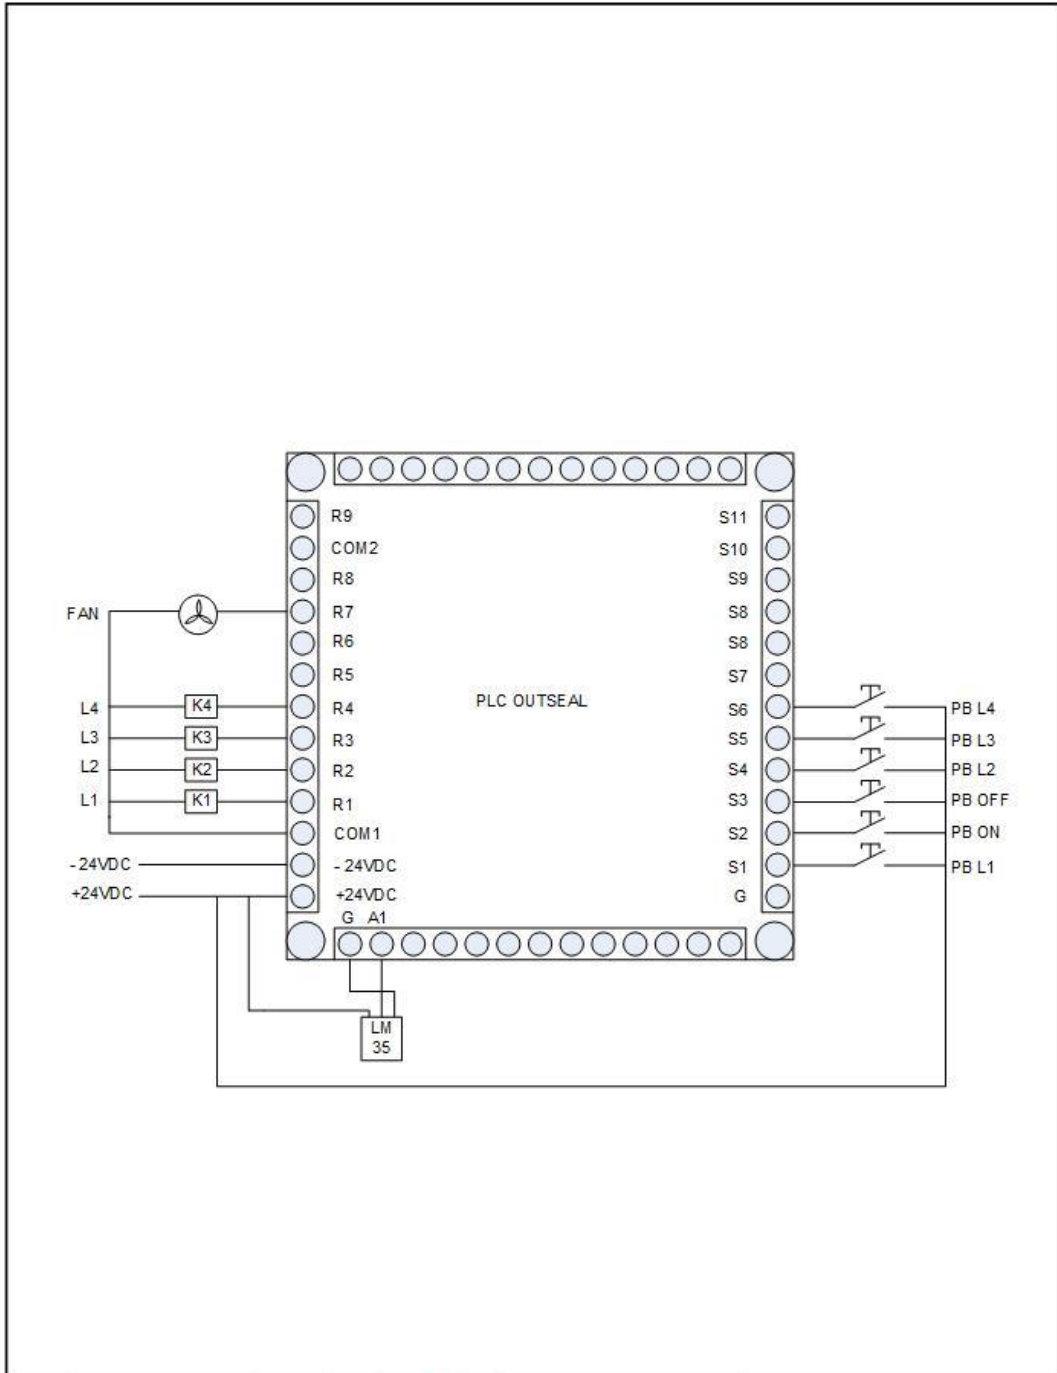 R9 S11
COM2 S10
R8 S9
FAN R7 S8
R6 S8
R5 S7
PLC OUTSEAL
L4 K4 R4 S6 PB L4
L3 K3 R3 S5 PB L3
L2 K2 R2 S4 PB L2
L1 K1 R1 S3 PB OFF
COM1 S2 PB ON
-24VDC -24VDC S1 PB L1
+24VDC +24VDC G
G A1
LM
35